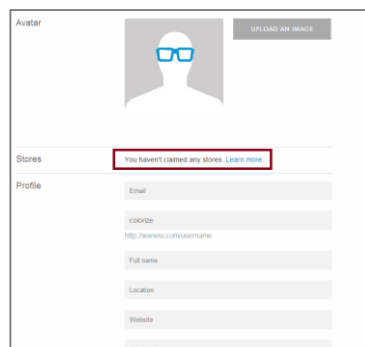 Avatar
UPLOAD AN IMAGE
Stores
You haven't claimed any stores. Learn more.
Profile
Email
colorize
http://wanelo.com/username
Full name
Location
Website